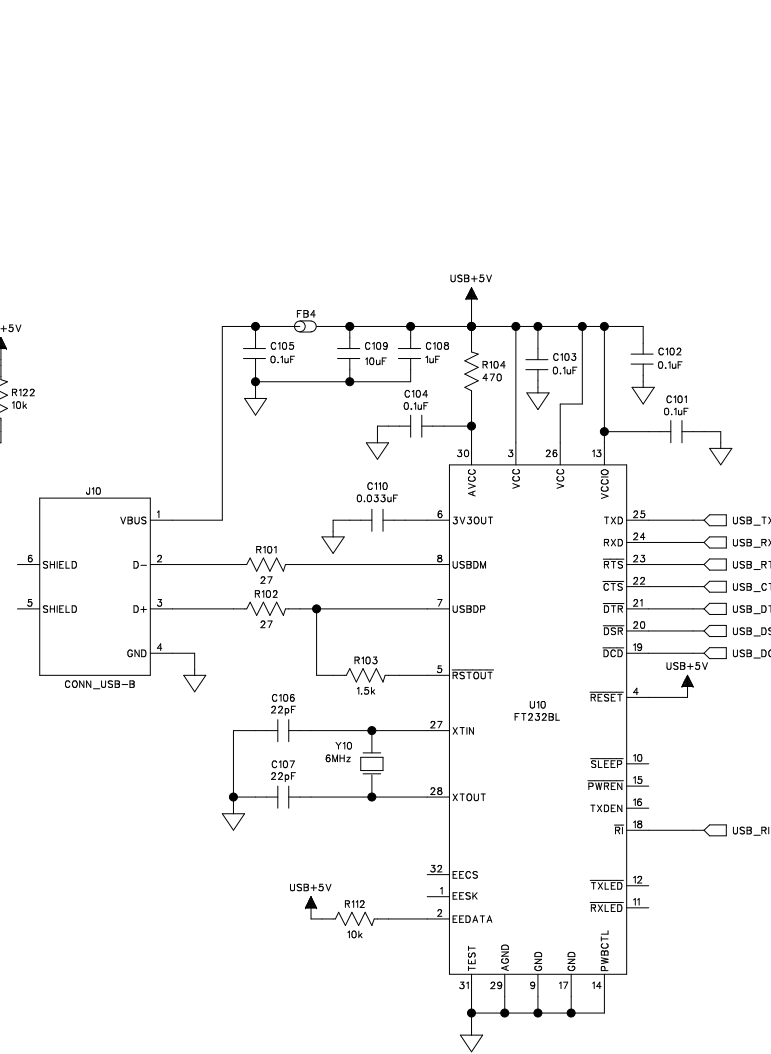 USB+5V
+5V
FB4
R122
10k
C105
0.1uF
C109
10uF
C108
1uF
R104
470
C103
0.1uF
C102
0.1uF
C104
0.1uF
C101
0.1uF
30
3
26
13
AVCC
VCC
VCC
VCCIO
J10
VBUS
1
6
SHIELD
D-
2
5
SHIELD
D+
3
GND
4
CONN_USB-B
C110
0.033uF
6
3V3OUT
R101
27
8
USBDM
R102
27
7
USBDP
R103
1.5k
5
RSTOUT
C106
22pF
27
XTIN
Y10
6MHz
C107
22pF
28
XTOUT
U10
FT232BL
32
EECS
1
EESK
USB+5V
R112
10k
2
EEDATA
TXD
25
USB_TX
RXD
24
USB_RX
RTS
23
USB_RT
CTS
22
USB_CT
DTR
21
USB_DT
DSR
20
USB_DS
DCD
19
USB_DC
USB+5V
RESET
4
SLEEP
10
PWREN
15
TXDEN
16
RI
18
USB_RI
TXLED
12
RXLED
11
TEST
AGND
GND
GND
PWBCTL
31
29
9
17
14